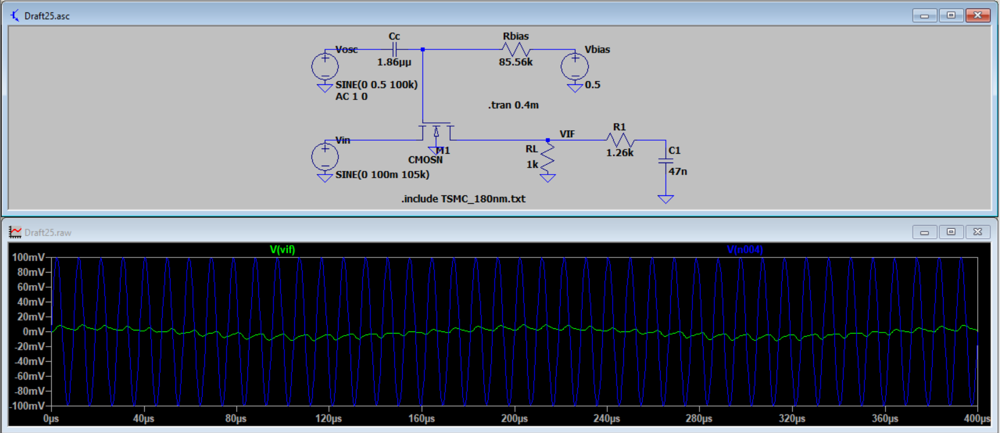 Draft25.asc
Cc
Rbias
Vosc
Vbias
1.86µµ
85.56k
SINE(0 0.5 100k)
0.5
AC 1 0
.tran 0.4m
R1
VIF
Vin
RL
M1
C1
1.26k
CMOSN
1k
47n
SINE(0 100m 105k)
.include TSMC_180nm.txt
Draft25.raw
V(vif)
V(n004)
100mV
80mV
60mV
40mV
20mV
0mV
-20mV
-40mV
-60mV
-80mV
-100mV
0µs
40µs
80µs
120µs
160µs
200µs
240µs
280µs
320µs
360µs
400µs